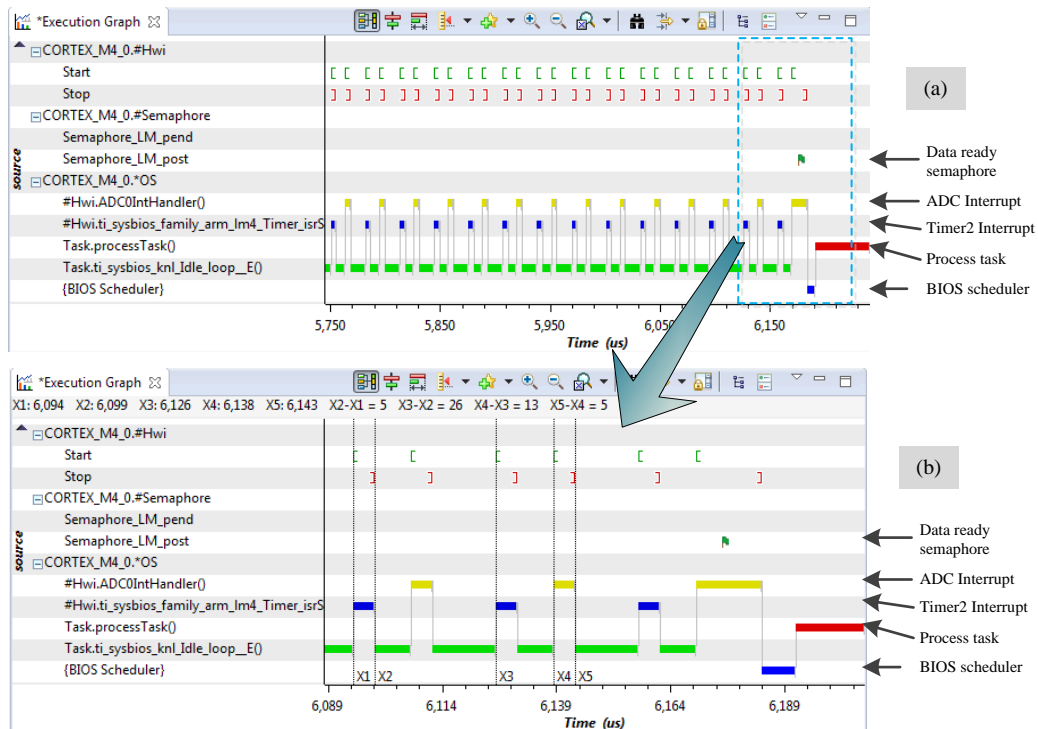 *Execution Graph
CORTEX_M4_0.#Hwi
Start
Stop
CORTEX_M4_0.#Semaphore
Semaphore_LM_pend
Semaphore_LM_post
CORTEX_M4_0.*OS
#Hwi.ADC0IntHandler()
#Hwi.ti_sysbios_family_arm_lm4_Timer_isrS
Task.processTask()
Task.ti_sysbios_knl_Idle_loop__E()
{BIOS Scheduler}
source
5,750 5,850 5,950 6,050 6,150
Time (us)
(a)
Data ready
semaphore
ADC Interrupt
Timer2 Interrupt
Process task
BIOS scheduler
*Execution Graph
X1: 6,094 X2: 6,099 X3: 6,126 X4: 6,138 X5: 6,143 X2-X1 = 5 X3-X2 = 26 X4-X3 = 13 X5-X4 = 5
CORTEX_M4_0.#Hwi
Start
Stop
CORTEX_M4_0.#Semaphore
Semaphore_LM_pend
Semaphore_LM_post
CORTEX_M4_0.*OS
#Hwi.ADC0IntHandler()
#Hwi.ti_sysbios_family_arm_lm4_Timer_isrS
Task.processTask()
Task.ti_sysbios_knl_Idle_loop__E()
{BIOS Scheduler}
source
X1 X2 X3 X4 X5
6,089 6,114 6,139 6,164 6,189
Time (us)
(b)
Data ready
semaphore
ADC Interrupt
Timer2 Interrupt
Process task
BIOS scheduler